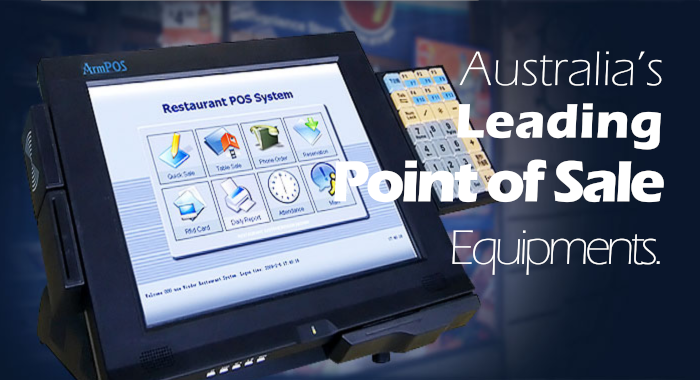 ArmPOS
Restaurant POS System
Quick Sale
Table Sale
Phone Order
Reservation
Rfid Card
Daily Report
Attendance
Australia's
Leading
Point of Sale
Equipments.